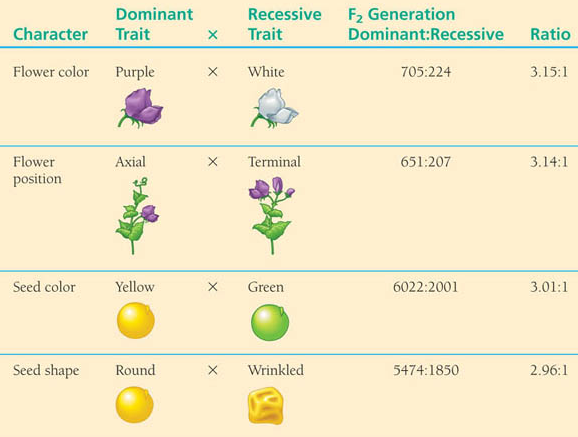 Dominant Recessive F₂ Generation
Character Trait × Trait Dominant:Recessive Ratio
Flower color Purple × White 705:224 3.15:1
Flower Axial × Terminal 651:207 3.14:1
position
Seed color Yellow × Green 6022:2001 3.01:1
Seed shape Round × Wrinkled 5474:1850 2.96:1